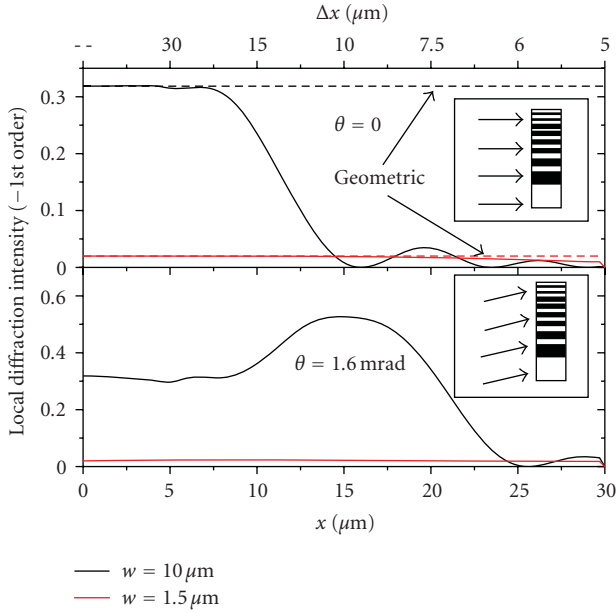 Δx (μm)
- - 30 15 10 7.5 6 5
0.3
0.2
0.1
0
θ = 0
Geometric
Local diffraction intensity (−1st order)
0.6
0.4
0.2
0
θ = 1.6 mrad
0 5 10 15 20 25 30
x (μm)
w = 10 μm
w = 1.5 μm